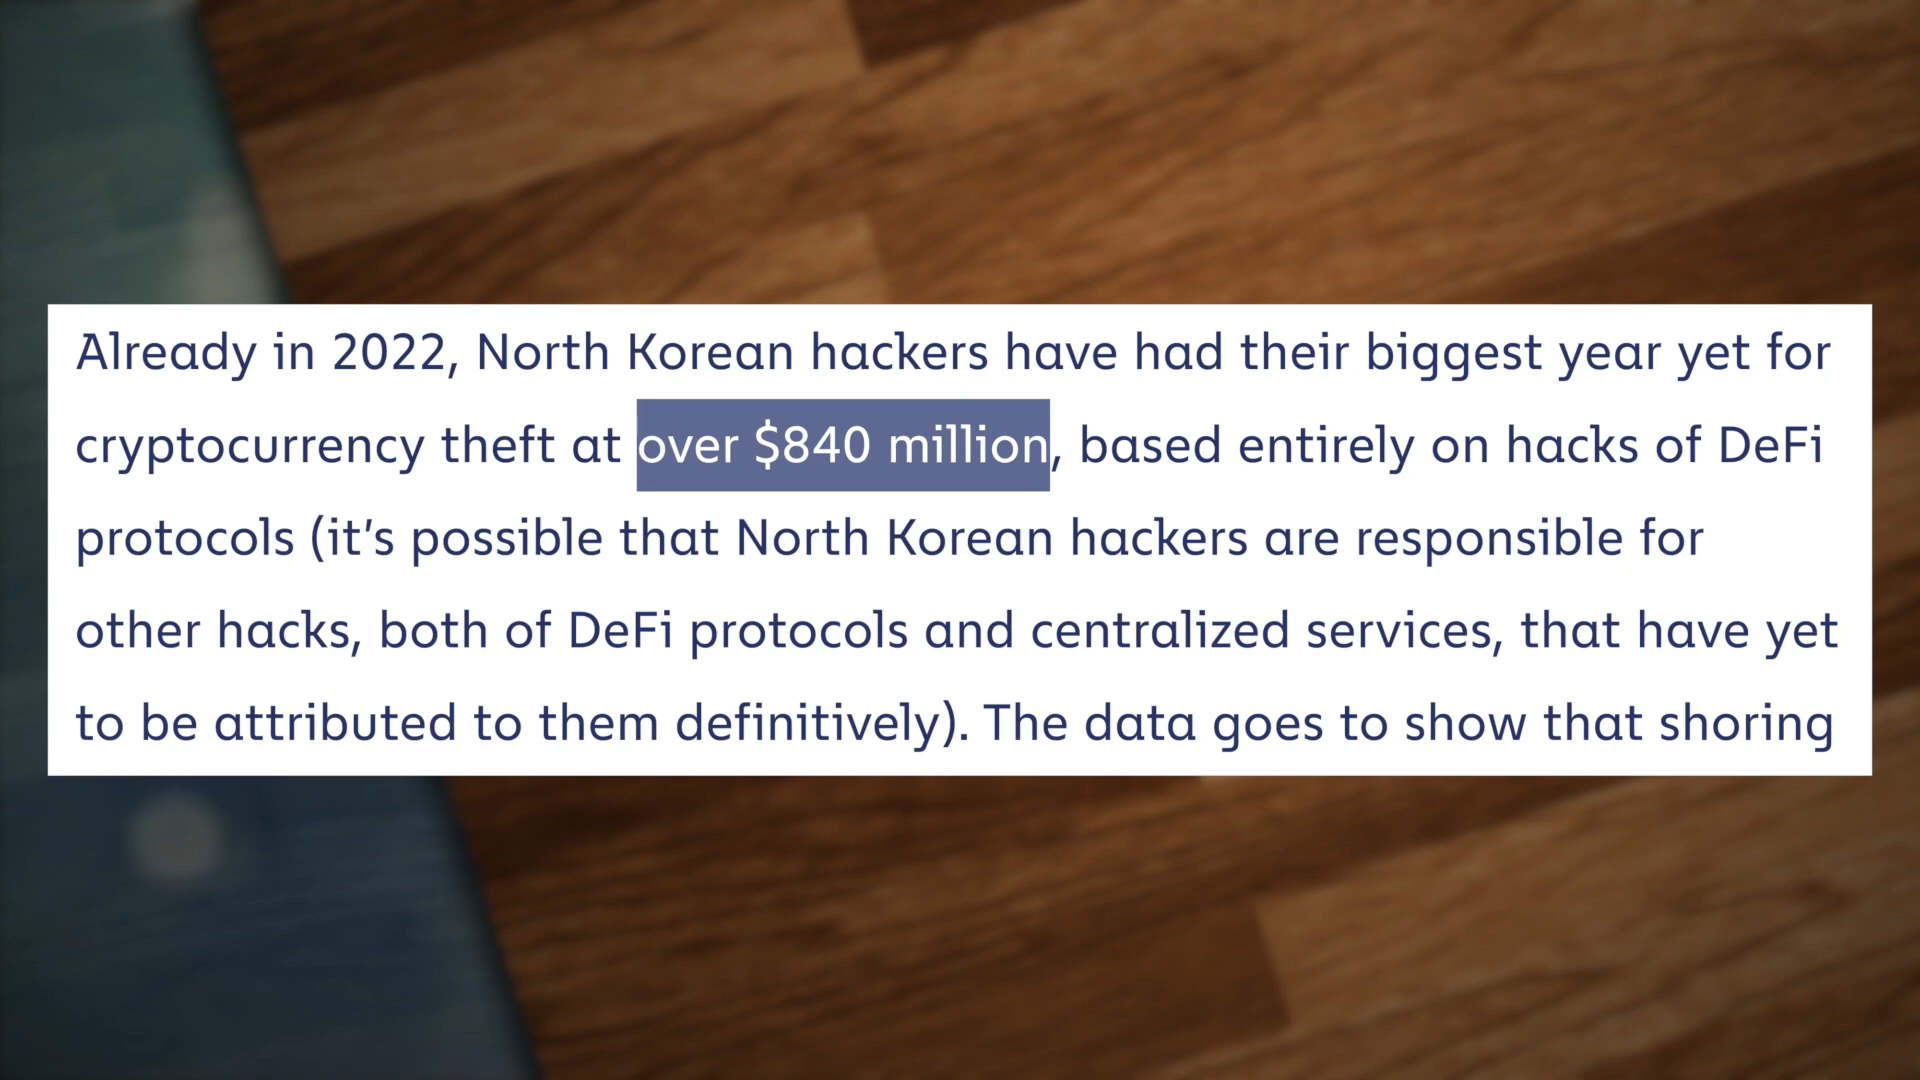 Already in 2022, North Korean hackers have had their biggest year yet for
cryptocurrency theft at over $840 million, based entirely on hacks of DeFi
protocols (it's possible that North Korean hackers are responsible for
other hacks, both of DeFi protocols and centralized services, that have yet
to be attributed to them definitively). The data goes to show that shoring